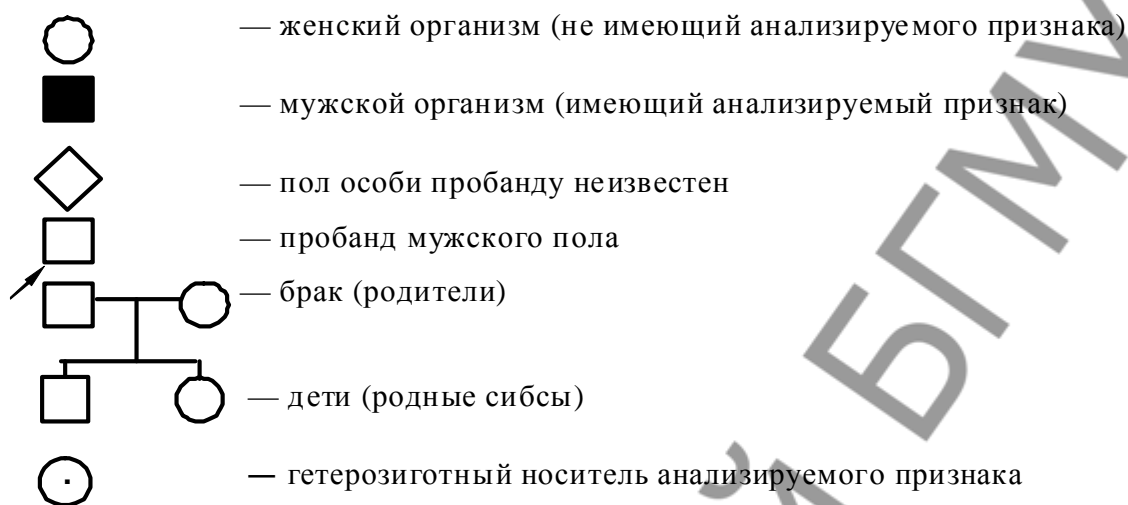 — женский организм (не имеющий анализируемого признака)
— мужской организм (имеющий анализируемый признак)
— пол особи пробанду неизвестен
— пробанд мужского пола
— брак (родители)
— дети (родные сибсы)
— гетерозиготный носитель анализируемого признака
Й БГМУ